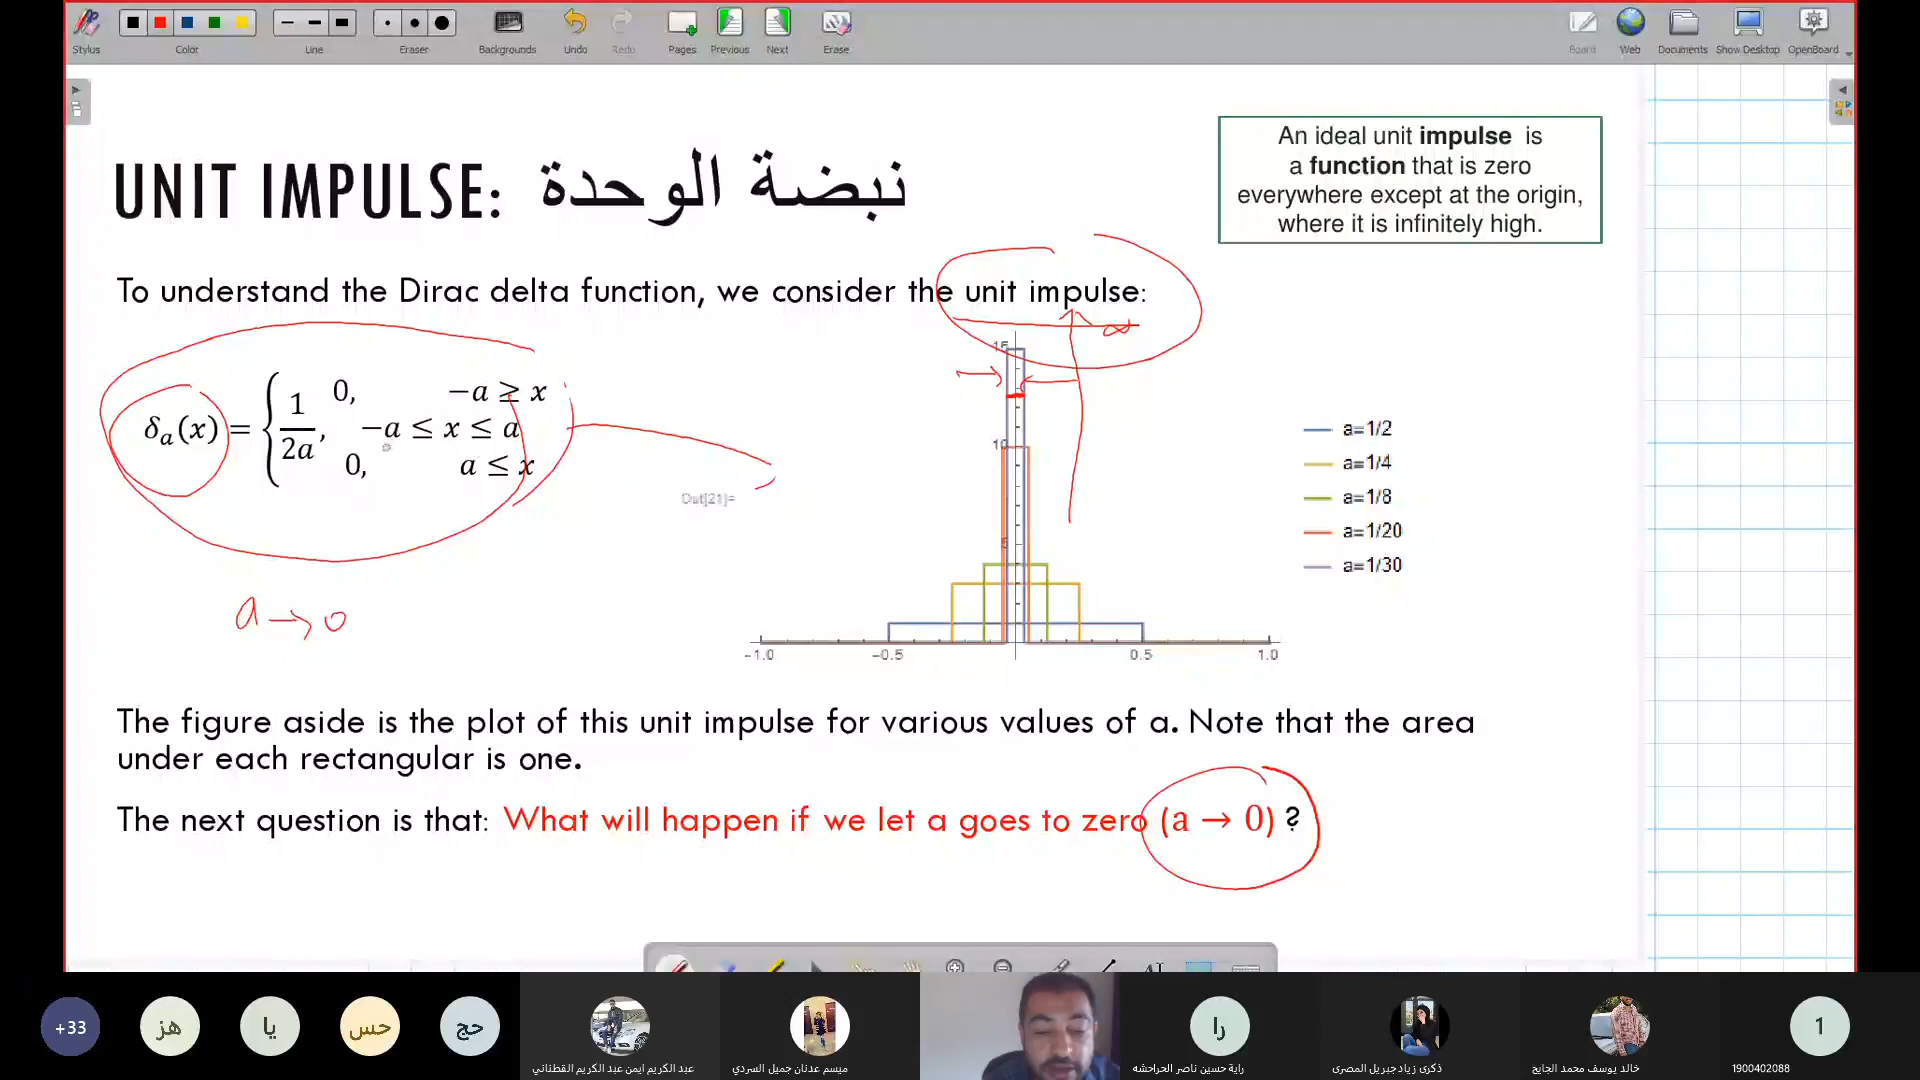 Stylus
Color
Line
Eraser
Backgrounds
Undo
Redo
Pages
Previous
Next
Erase
Board
Web
Documents
Show Desktop
OpenBoard
An ideal unit impulse is
a function that is zero
everywhere except at the origin,
where it is infinitely high.
UNIT IMPULSE: نبضة الوحدة
To understand the Dirac delta function, we consider the unit impulse:
∞
0, −a ≥ x
δₐ(x) = { 1/2a, −a ≤ x ≤ a
0, a ≤ x
15
10
5
Out[21]=
-1.0 -0.5 0.5 1.0
a=1/2
a=1/4
a=1/8
a=1/20
a=1/30
a → 0
The figure aside is the plot of this unit impulse for various values of a. Note that the area
under each rectangular is one.
The next question is that: What will happen if we let a goes to zero (a → 0) ?
+33
هز
يا
حس
حج
را
1
عبد الكريم ايمن عبد الكريم القطناني
ميسم عدنان جميل السردي
راية حسين ناصر الحراحشه
ذكرى زياد جبريل المصري
خالد يوسف محمد الجايح
1900402088